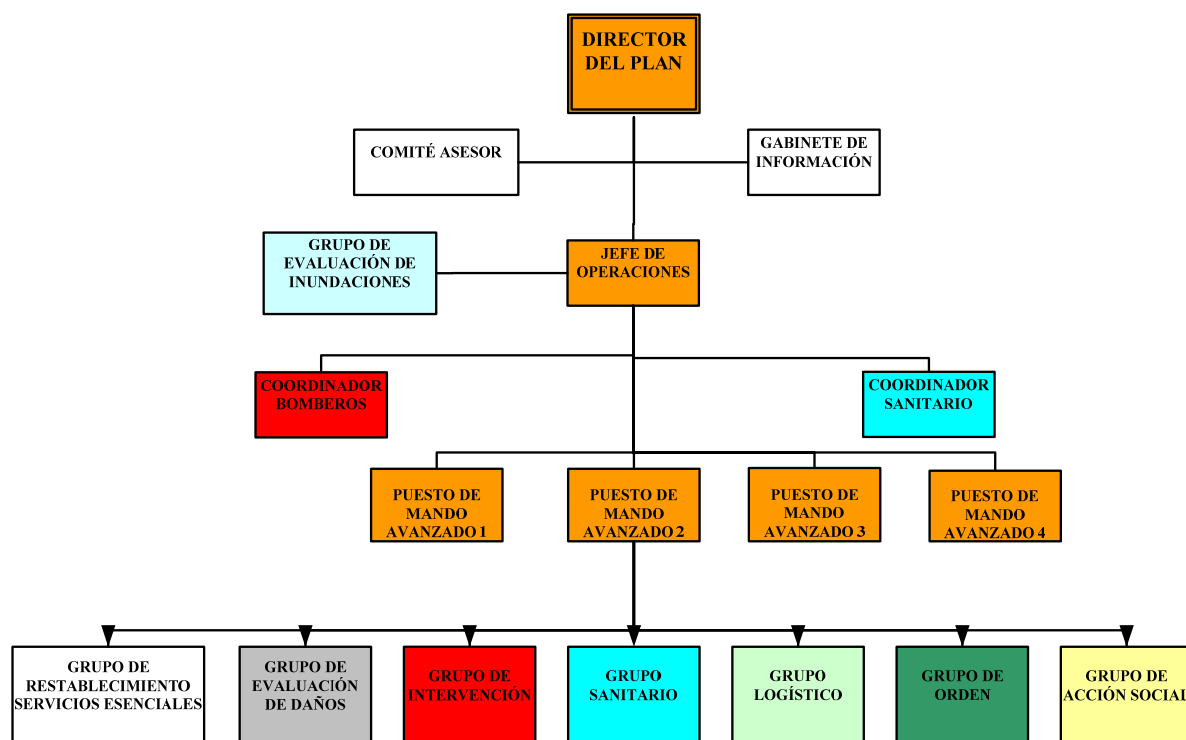 DIRECTOR
DEL PLAN
COMITÉ ASESOR
GABINETE DE
INFORMACIÓN
GRUPO DE
EVALUACIÓN DE
INUNDACIONES
JEFE DE
OPERACIONES
COORDINADOR
BOMBEROS
COORDINADOR
SANITARIO
PUESTO DE
MANDO
AVANZADO 1
PUESTO DE
MANDO
AVANZADO 2
PUESTO DE
MANDO
AVANZADO 3
PUESTO DE
MANDO
AVANZADO 4
GRUPO DE
RESTABLECIMIENTO
SERVICIOS ESENCIALES
GRUPO DE
EVALUACIÓN
DE DAÑOS
GRUPO DE
INTERVENCIÓN
GRUPO
SANITARIO
GRUPO
LOGÍSTICO
GRUPO DE
ORDEN
GRUPO DE
ACCIÓN SOCIAL